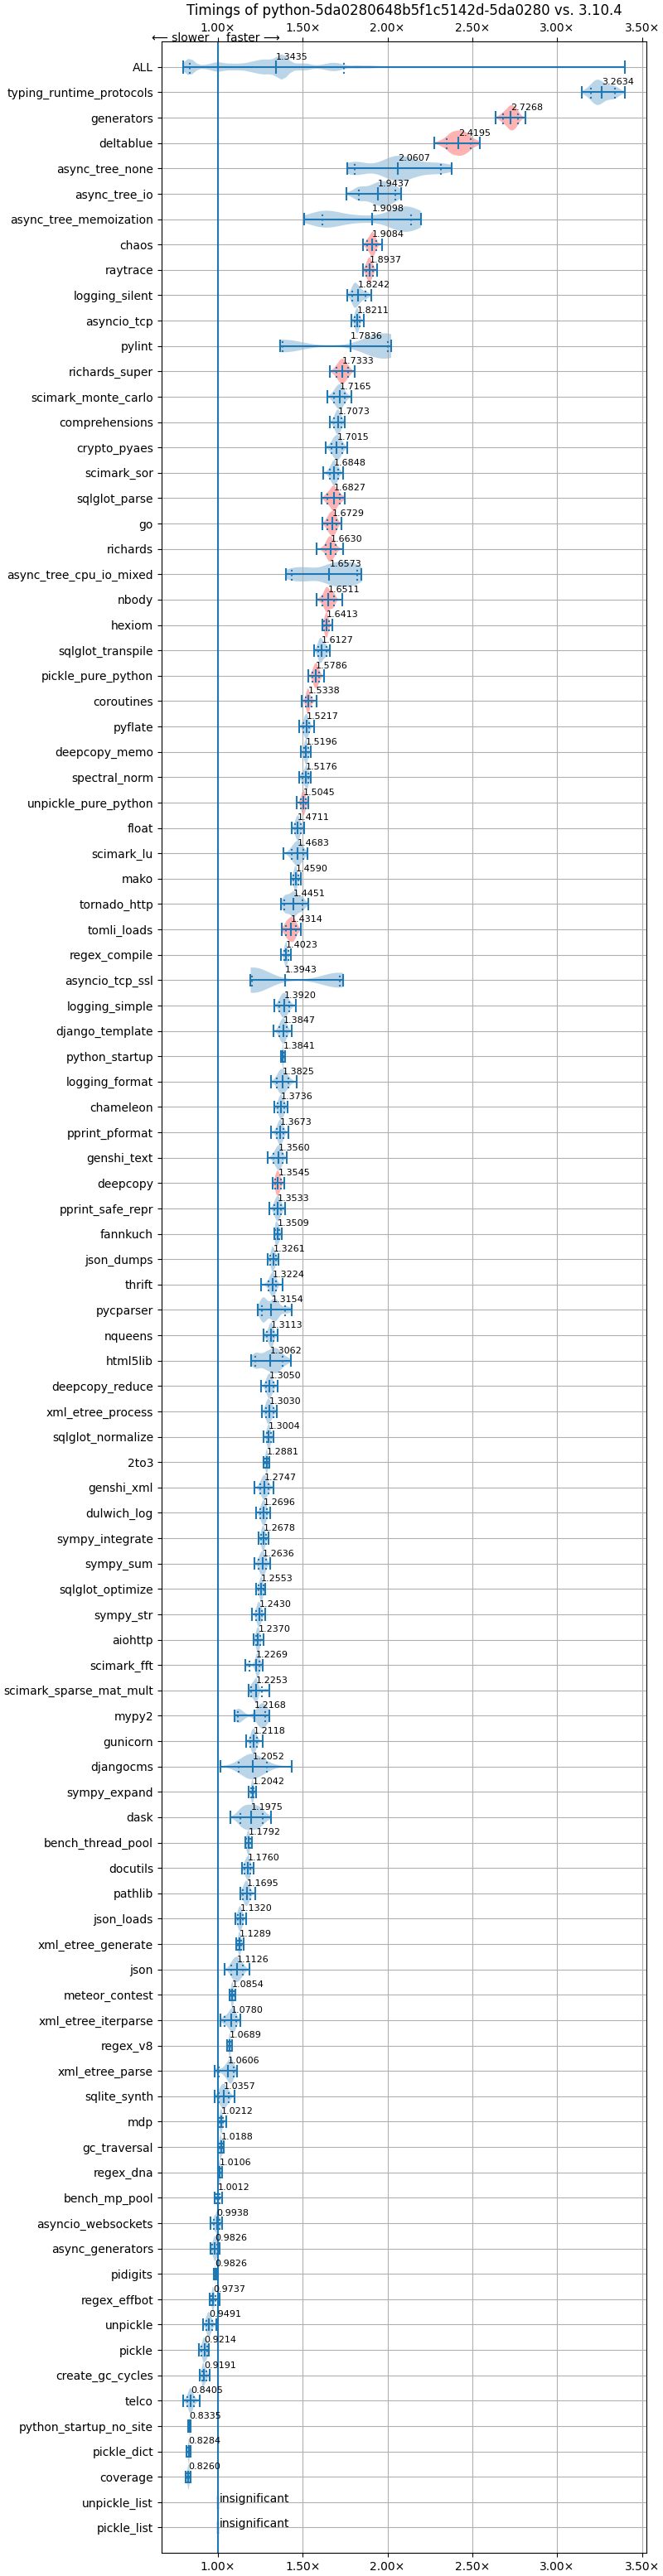 Timings of python-5da0280648b5f1c5142d-5da0280 vs. 3.10.4
1.00× 1.50× 2.00× 2.50× 3.00× 3.50×
⟵ slower faster ⟶
ALL 1.3435
typing_runtime_protocols 3.2634
generators 2.7268
deltablue 2.4195
async_tree_none 2.0607
async_tree_io 1.9437
async_tree_memoization 1.9098
chaos 1.9084
raytrace 1.8937
logging_silent 1.8242
asyncio_tcp 1.8211
pylint 1.7836
richards_super 1.7333
scimark_monte_carlo 1.7165
comprehensions 1.7073
crypto_pyaes 1.7015
scimark_sor 1.6848
sqlglot_parse 1.6827
go 1.6729
richards 1.6630
async_tree_cpu_io_mixed 1.6573
nbody 1.6511
hexiom 1.6413
sqlglot_transpile 1.6127
pickle_pure_python 1.5786
coroutines 1.5338
pyflate 1.5217
deepcopy_memo 1.5196
spectral_norm 1.5176
unpickle_pure_python 1.5045
float 1.4711
scimark_lu 1.4683
mako 1.4590
tornado_http 1.4451
tomli_loads 1.4314
regex_compile 1.4023
asyncio_tcp_ssl 1.3943
logging_simple 1.3920
django_template 1.3847
python_startup 1.3841
logging_format 1.3825
chameleon 1.3736
pprint_pformat 1.3673
genshi_text 1.3560
deepcopy 1.3545
pprint_safe_repr 1.3533
fannkuch 1.3509
json_dumps 1.3261
thrift 1.3224
pycparser 1.3154
nqueens 1.3113
html5lib 1.3062
deepcopy_reduce 1.3050
xml_etree_process 1.3030
sqlglot_normalize 1.3004
2to3 1.2881
genshi_xml 1.2747
dulwich_log 1.2696
sympy_integrate 1.2678
sympy_sum 1.2636
sqlglot_optimize 1.2553
sympy_str 1.2430
aiohttp 1.2370
scimark_fft 1.2269
scimark_sparse_mat_mult 1.2253
mypy2 1.2168
gunicorn 1.2118
djangocms 1.2052
sympy_expand 1.2042
dask 1.1975
bench_thread_pool 1.1792
docutils 1.1760
pathlib 1.1695
json_loads 1.1320
xml_etree_generate 1.1289
json 1.1126
meteor_contest 1.0854
xml_etree_iterparse 1.0780
regex_v8 1.0689
xml_etree_parse 1.0606
sqlite_synth 1.0357
mdp 1.0212
gc_traversal 1.0188
regex_dna 1.0106
bench_mp_pool 1.0012
asyncio_websockets 0.9938
async_generators 0.9826
pidigits 0.9826
regex_effbot 0.9737
unpickle 0.9491
pickle 0.9214
create_gc_cycles 0.9191
telco 0.8405
python_startup_no_site 0.8335
pickle_dict 0.8284
coverage 0.8260
unpickle_list insignificant
pickle_list insignificant
1.00× 1.50× 2.00× 2.50× 3.00× 3.50×